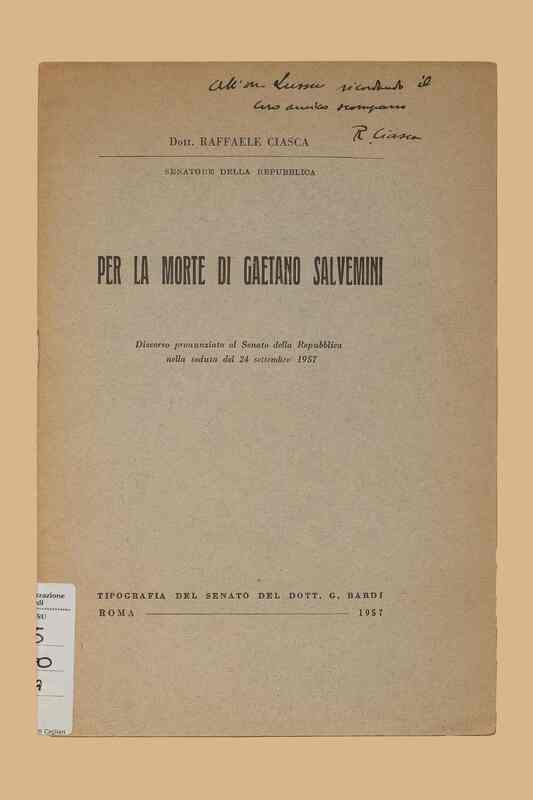 All'on. Lussu ricordando il
caro amico scomparso
R. Ciasca
Dott. RAFFAELE CIASCA
SENATORE DELLA REPUBBLICA
PER LA MORTE DI GAETANO SALVEMINI
Discorso pronunziato al Senato della Repubblica
nella seduta del 24 settembre 1957
TIPOGRAFIA DEL SENATO DEL DOTT. G. BARDI
ROMA 1957
Cagliari